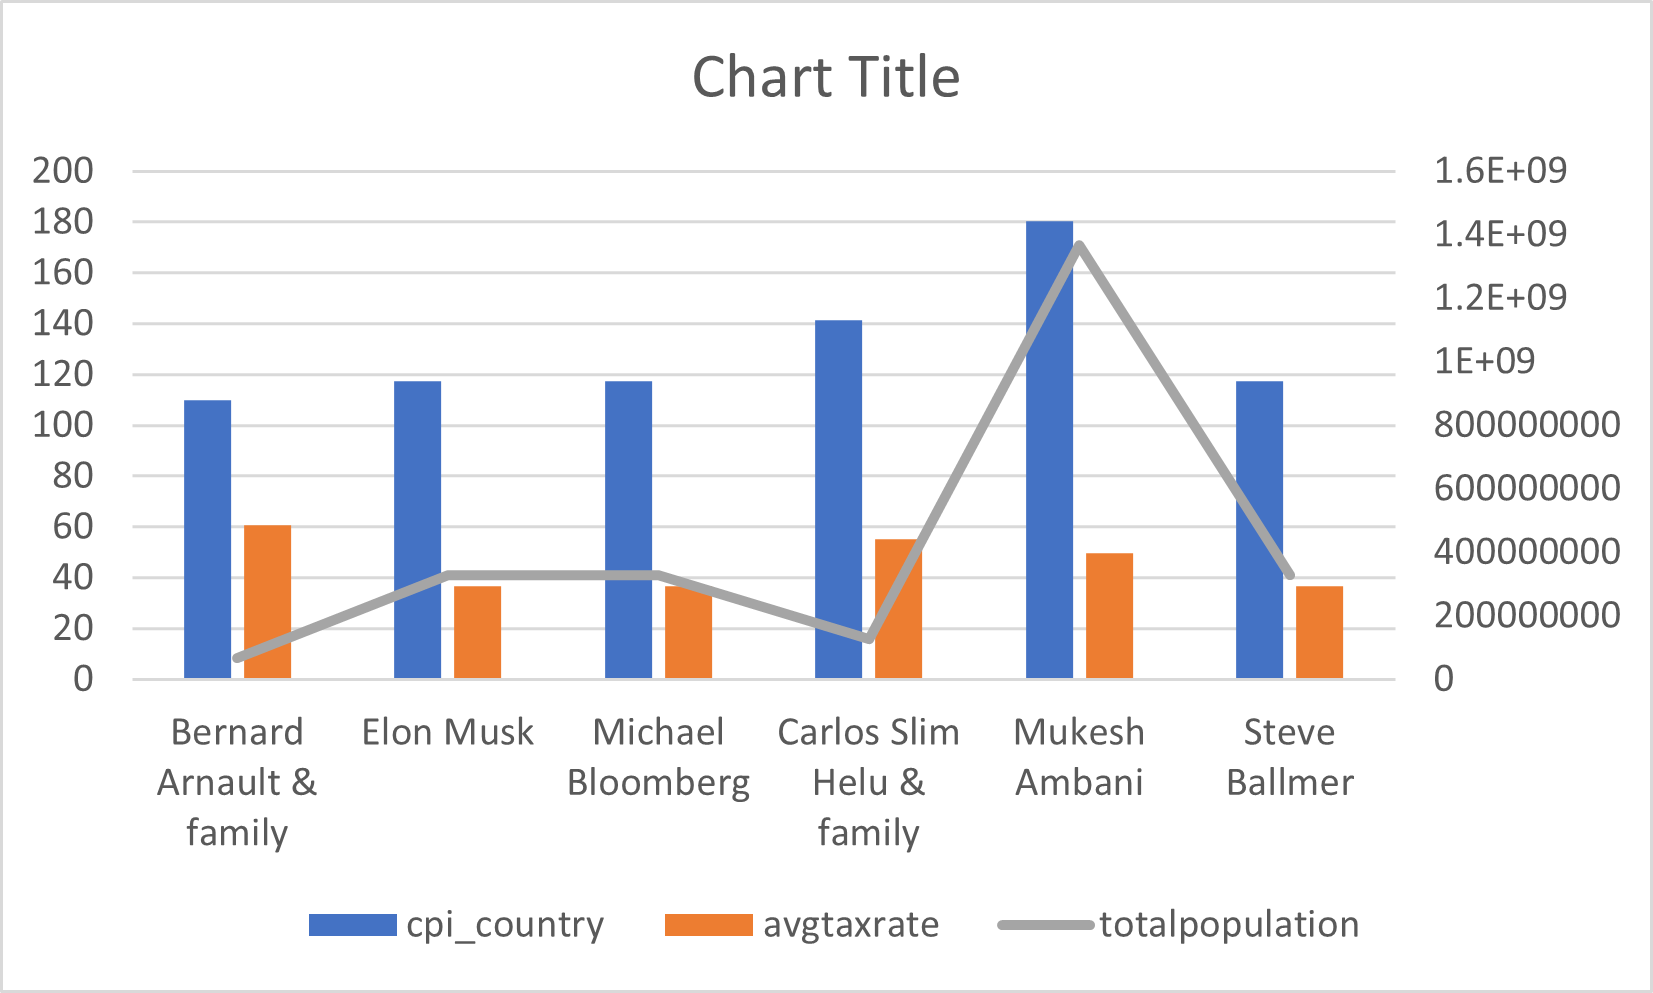 Chart Title
200
180
160
140
120
100
80
60
40
20
0
1.6E+09
1.4E+09
1.2E+09
1E+09
800000000
600000000
400000000
200000000
0
Bernard
Arnault &
family
Elon Musk
Michael
Bloomberg
Carlos Slim
Helu &
family
Mukesh
Ambani
Steve
Ballmer
cpi_country
avgtaxrate
totalpopulation